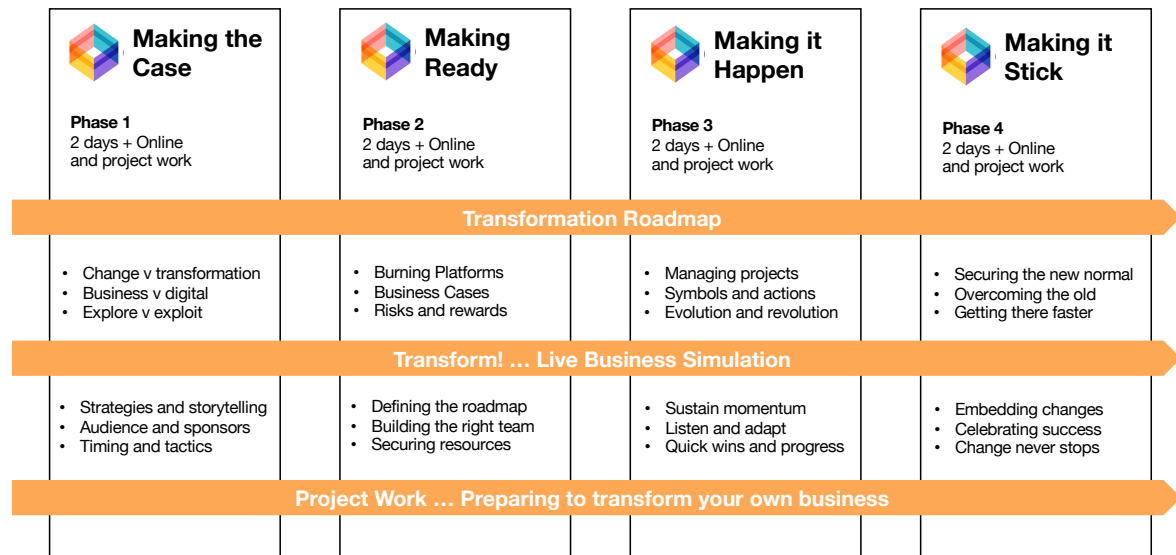 Making the
Case
Phase 1
2 days + Online
and project work
Making
Ready
Phase 2
2 days + Online
and project work
Making it
Happen
Phase 3
2 days + Online
and project work
Making it
Stick
Phase 4
2 days + Online
and project work
Transformation Roadmap
• Change v transformation
• Business v digital
• Explore v exploit
• Burning Platforms
• Business Cases
• Risks and rewards
• Managing projects
• Symbols and actions
• Evolution and revolution
• Securing the new normal
• Overcoming the old
• Getting there faster
Transform! … Live Business Simulation
• Strategies and storytelling
• Audience and sponsors
• Timing and tactics
• Defining the roadmap
• Building the right team
• Securing resources
• Sustain momentum
• Listen and adapt
• Quick wins and progress
• Embedding changes
• Celebrating success
• Change never stops
Project Work … Preparing to transform your own business